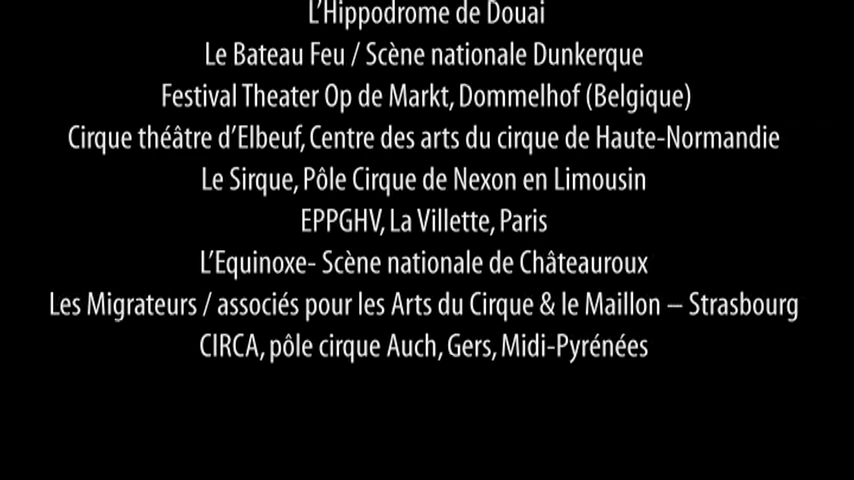 L'Hippodrome de Douai
Le Bateau Feu / Scène nationale Dunkerque
Festival Theater Op de Markt, Dommelhof (Belgique)
Cirque théâtre d'Elbeuf, Centre des arts du cirque de Haute-Normandie
Le Sirque, Pôle Cirque de Nexon en Limousin
EPPGHV, La Villette, Paris
L'Equinoxe- Scène nationale de Châteauroux
Les Migrateurs / associés pour les Arts du Cirque & le Maillon – Strasbourg
CIRCA, pôle cirque Auch, Gers, Midi-Pyrénées